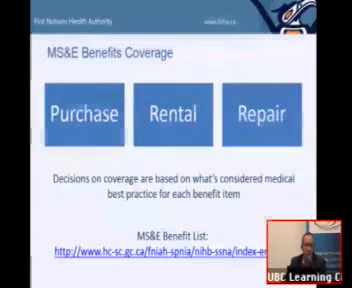 First Nations Health Authority
www.fnha.ca
MS&E Benefits Coverage
Purchase
Rental
Repair
Decisions on coverage are based on what's considered medical
best practice for each benefit item
MS&E Benefit List:
http://www.hc-sc.gc.ca/fniah-spnia/nihb-ssna/index-en
UBC Learning C